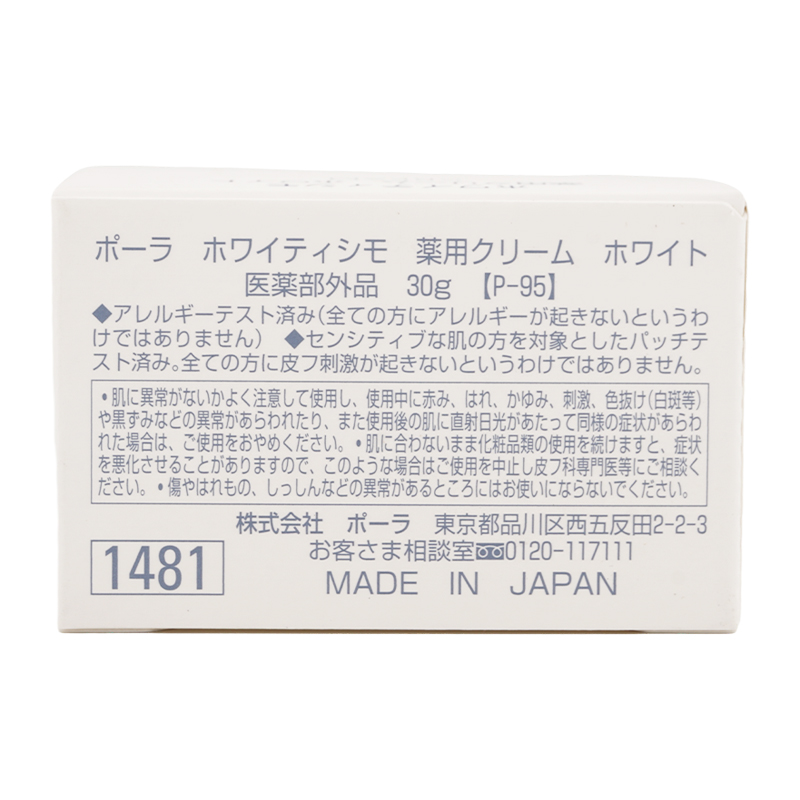 ポーラ ホワイティシモ 薬用クリーム ホワイト
医薬部外品 30g 【P-95】
◆アレルギーテスト済み(全ての方にアレルギーが起きないというわ
けではありません) ◆センシティブな肌の方を対象としたパッチテ
スト済み。全ての方に皮フ刺激が起きないというわけではありません。
・肌に異常がないかよく注意して使用し、使用中に赤み、はれ、かゆみ、刺激、色抜け(白斑等)
や黒ずみなどの異常があらわれたり、また使用後の肌に直射日光があたって同様の症状があらわ
れた場合は、ご使用をおやめください。・肌に合わないまま化粧品類の使用を続けますと、症状
を悪化させることがありますので、このような場合はご使用を中止し皮フ科専門医等にご相談く
ださい。・傷やはれもの、しっしんなどの異常があるところにはお使いにならないでください。
株式会社 ポーラ 東京都品川区西五反田2-2-3
お客さま相談室 0120-117111
1481
MADE IN JAPAN